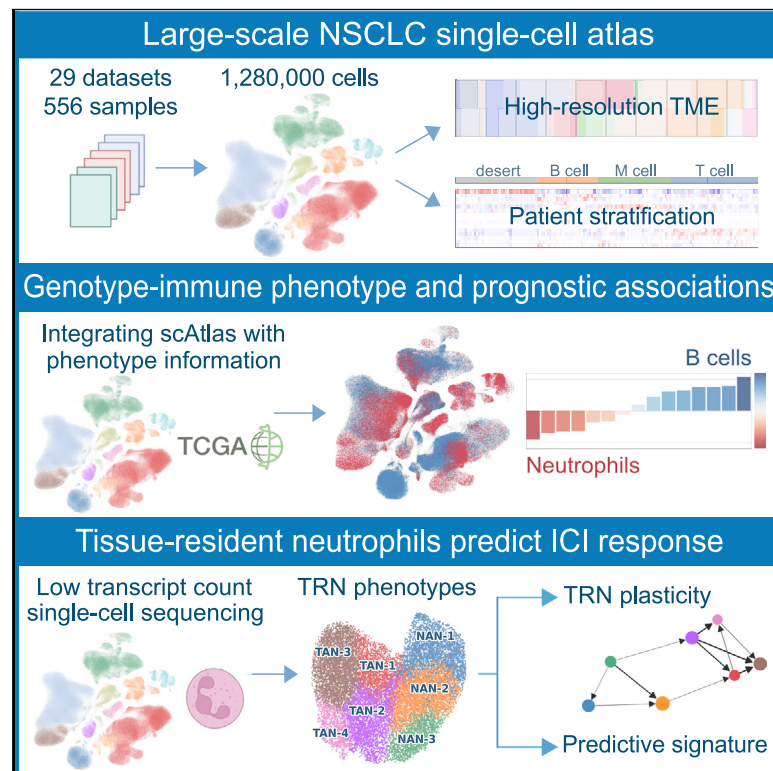 Large-scale NSCLC single-cell atlas
29 datasets
556 samples
1,280,000 cells
High-resolution TME
desert
B cell
M cell
T cell
Patient stratification
Genotype-immune phenotype and prognostic associations
Integrating scAtlas with
phenotype information
TCGA
B cells
Neutrophils
Tissue-resident neutrophils predict ICI response
Low transcript count
single-cell sequencing
TRN phenotypes
TAN-3
TAN-1
NAN-1
NAN-2
TAN-2
TAN-4
NAN-3
TRN plasticity
Predictive signature